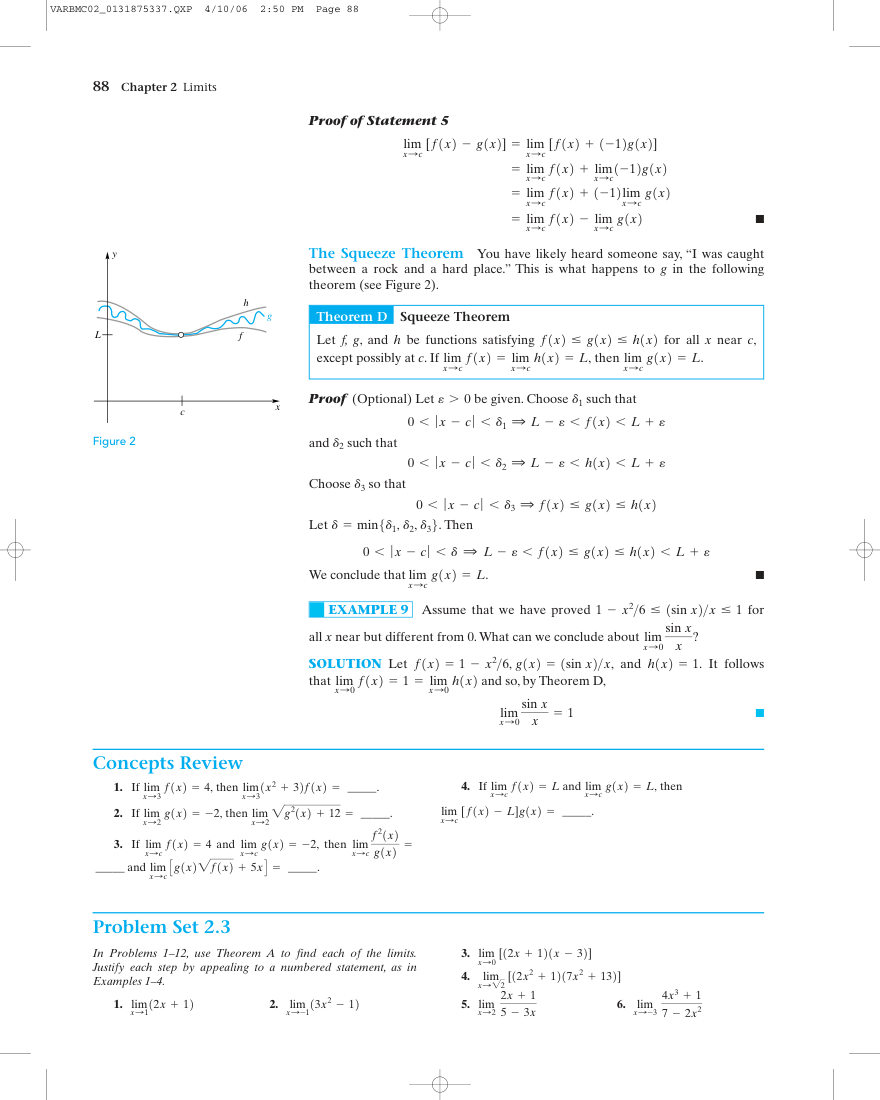 VARBMC02_0131875337.QXP 4/10/06 2:50 PM Page 88
88 Chapter 2 Limits
Proof of Statement 5
lim x→c [f(x) − g(x)] = lim x→c [f(x) + (−1)g(x)]
= lim x→c f(x) + lim x→c (−1)g(x)
= lim x→c f(x) + (−1) lim x→c g(x)
= lim x→c f(x) − lim x→c g(x) ■
y
h
g
L
f
c
x
Figure 2
The Squeeze Theorem You have likely heard someone say, “I was caught
between a rock and a hard place.” This is what happens to g in the following
theorem (see Figure 2).
Theorem D Squeeze Theorem
Let f, g, and h be functions satisfying f(x) ≤ g(x) ≤ h(x) for all x near c,
except possibly at c. If lim x→c f(x) = lim x→c h(x) = L, then lim x→c g(x) = L.
Proof (Optional) Let ε > 0 be given. Choose δ₁ such that
0 < |x − c| < δ₁ ⇒ L − ε < f(x) < L + ε
and δ₂ such that
0 < |x − c| < δ₂ ⇒ L − ε < h(x) < L + ε
Choose δ₃ so that
0 < |x − c| < δ₃ ⇒ f(x) ≤ g(x) ≤ h(x)
Let δ = min{δ₁, δ₂, δ₃}. Then
0 < |x − c| < δ ⇒ L − ε < f(x) ≤ g(x) ≤ h(x) < L + ε
We conclude that lim x→c g(x) = L. ■
EXAMPLE 9 Assume that we have proved 1 − x²/6 ≤ (sin x)/x ≤ 1 for
all x near but different from 0. What can we conclude about lim x→0 sin x / x?
SOLUTION Let f(x) = 1 − x²/6, g(x) = (sin x)/x, and h(x) = 1. It follows
that lim x→0 f(x) = 1 = lim x→0 h(x) and so, by Theorem D,
lim x→0 sin x / x = 1 ■
Concepts Review
1. If lim x→3 f(x) = 4, then lim x→3 (x² + 3)f(x) = _____.
2. If lim x→2 g(x) = −2, then lim x→2 √(g²(x) + 12) = _____.
3. If lim x→c f(x) = 4 and lim x→c g(x) = −2, then lim x→c f²(x) / g(x) =
_____ and lim x→c [g(x)√f(x) + 5x] = _____.
4. If lim x→c f(x) = L and lim x→c g(x) = L, then
lim x→c [f(x) − L]g(x) = _____.
Problem Set 2.3
In Problems 1–12, use Theorem A to find each of the limits.
Justify each step by appealing to a numbered statement, as in
Examples 1–4.
1. lim x→1 (2x + 1) 2. lim x→−1 (3x² − 1)
3. lim x→0 [(2x + 1)(x − 3)]
4. lim x→√2 [(2x² + 1)(7x² + 13)]
5. lim x→2 (2x + 1) / (5 − 3x) 6. lim x→−3 (4x³ + 1) / (7 − 2x²)